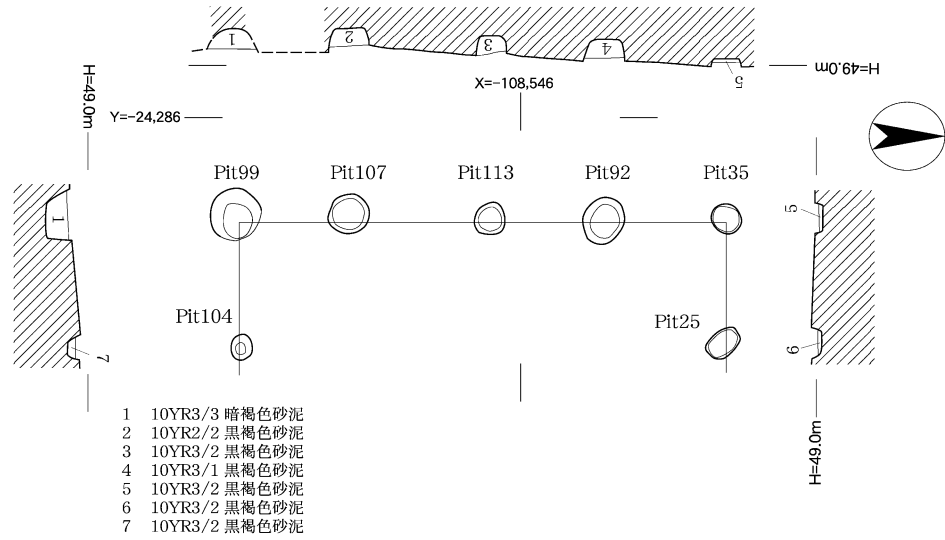 1 2 3 4 5
H=49.0m
H=49.0m
X=-108,546
Y=-24,286
Pit99 Pit107 Pit113 Pit92 Pit35
1
5
Pit104
Pit25
7
6
H=49.0m
1 10YR3/3 暗褐色砂泥
2 10YR2/2 黒褐色砂泥
3 10YR3/2 黒褐色砂泥
4 10YR3/1 黒褐色砂泥
5 10YR3/2 黒褐色砂泥
6 10YR3/2 黒褐色砂泥
7 10YR3/2 黒褐色砂泥